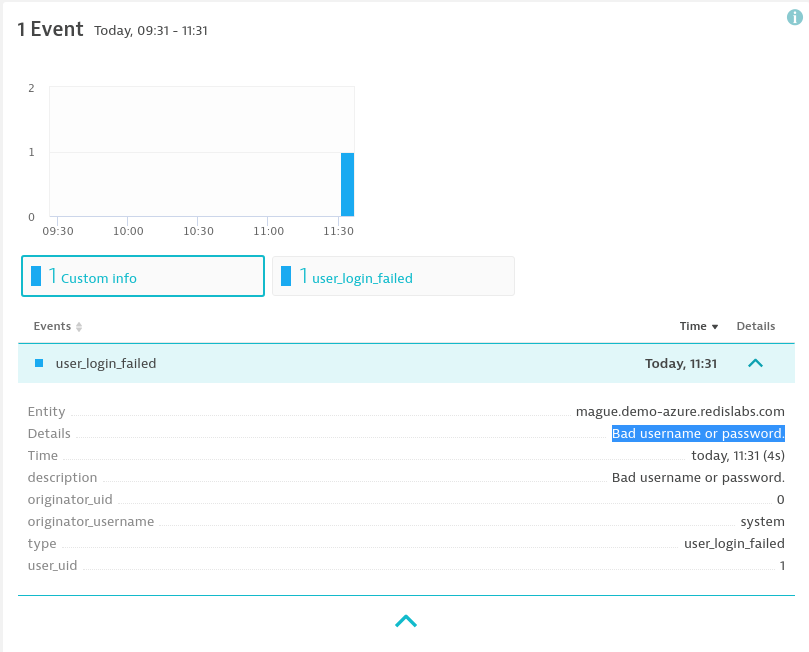 1 Event Today, 09:31 - 11:31
2
1
0
09:30 10:00 10:30 11:00 11:30
1 Custom info 1 user_login_failed
Events Time Details
user_login_failed Today, 11:31
Entity mague.demo-azure.redislabs.com
Details Bad username or password.
Time today, 11:31 (4s)
description Bad username or password.
originator_uid 0
originator_username system
type user_login_failed
user_uid 1